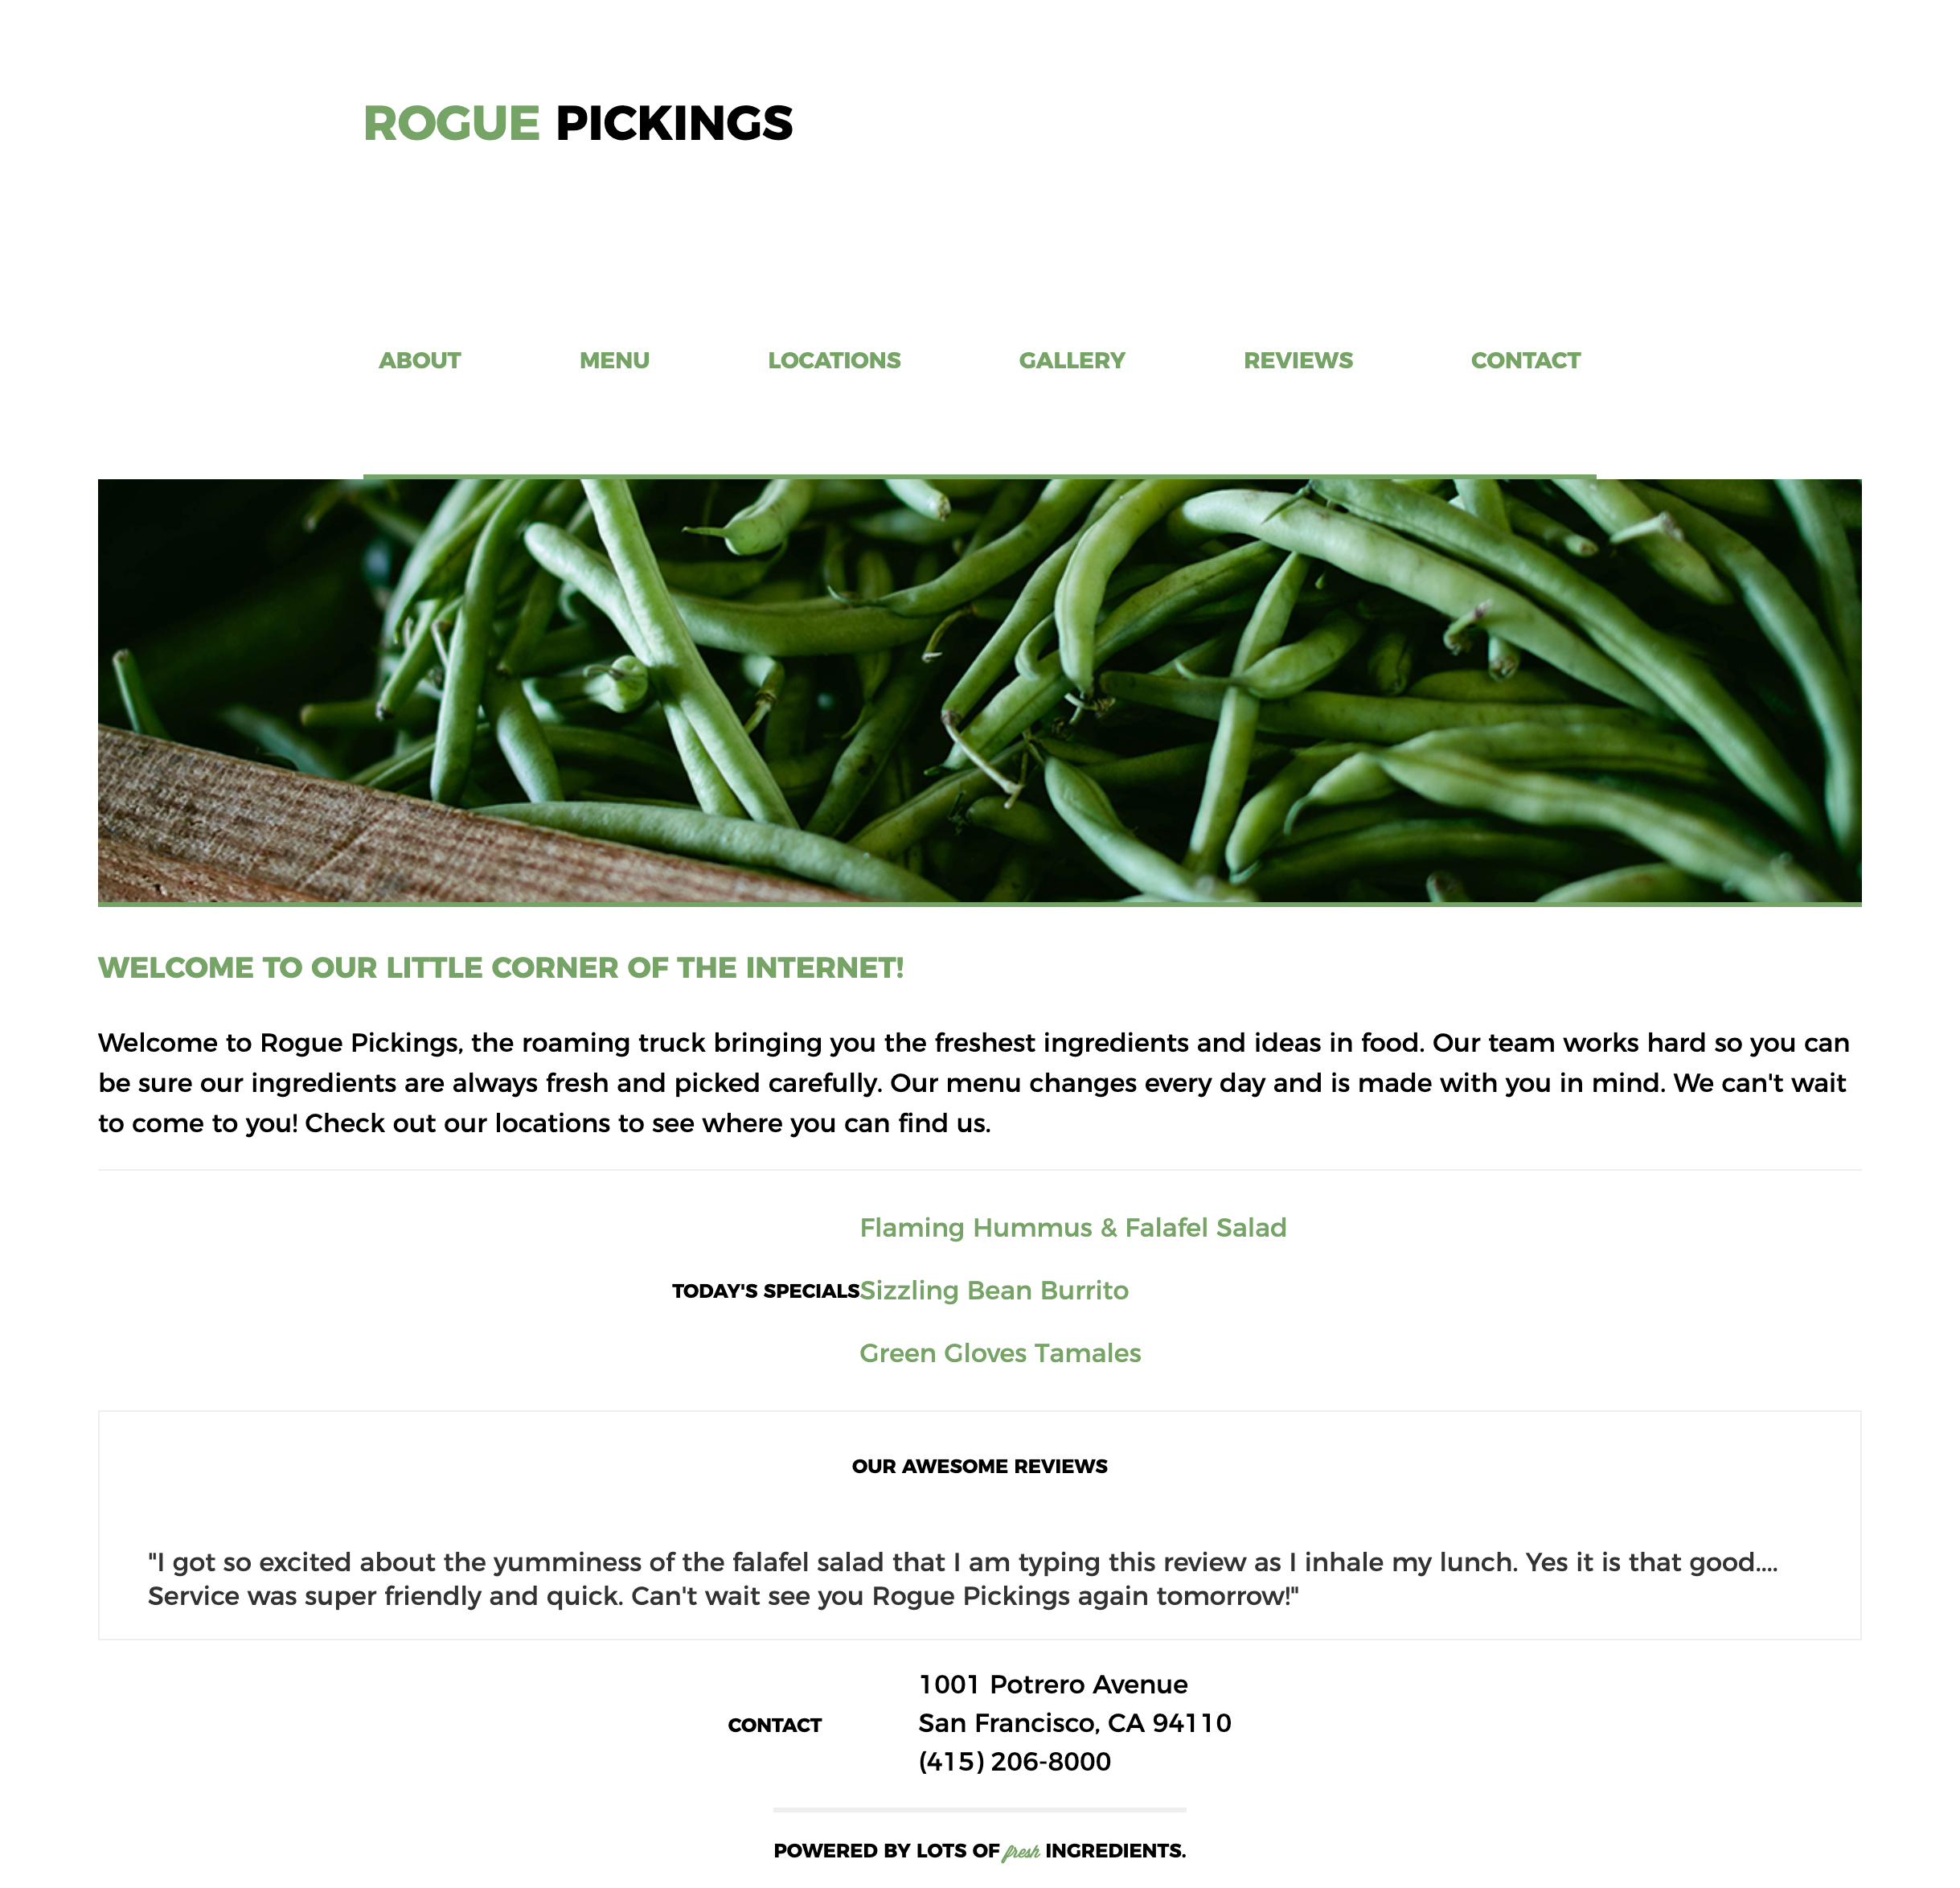 ROGUE PICKINGS
ABOUT MENU LOCATIONS GALLERY REVIEWS CONTACT
WELCOME TO OUR LITTLE CORNER OF THE INTERNET!
Welcome to Rogue Pickings, the roaming truck bringing you the freshest ingredients and ideas in food. Our team works hard so you can
be sure our ingredients are always fresh and picked carefully. Our menu changes every day and is made with you in mind. We can't wait
to come to you! Check out our locations to see where you can find us.
TODAY'S SPECIALS
Flaming Hummus & Falafel Salad
Sizzling Bean Burrito
Green Gloves Tamales
OUR AWESOME REVIEWS
"I got so excited about the yumminess of the falafel salad that I am typing this review as I inhale my lunch. Yes it is that good....
Service was super friendly and quick. Can't wait see you Rogue Pickings again tomorrow!"
CONTACT
1001 Potrero Avenue
San Francisco, CA 94110
(415) 206-8000
POWERED BY LOTS OF fresh INGREDIENTS.